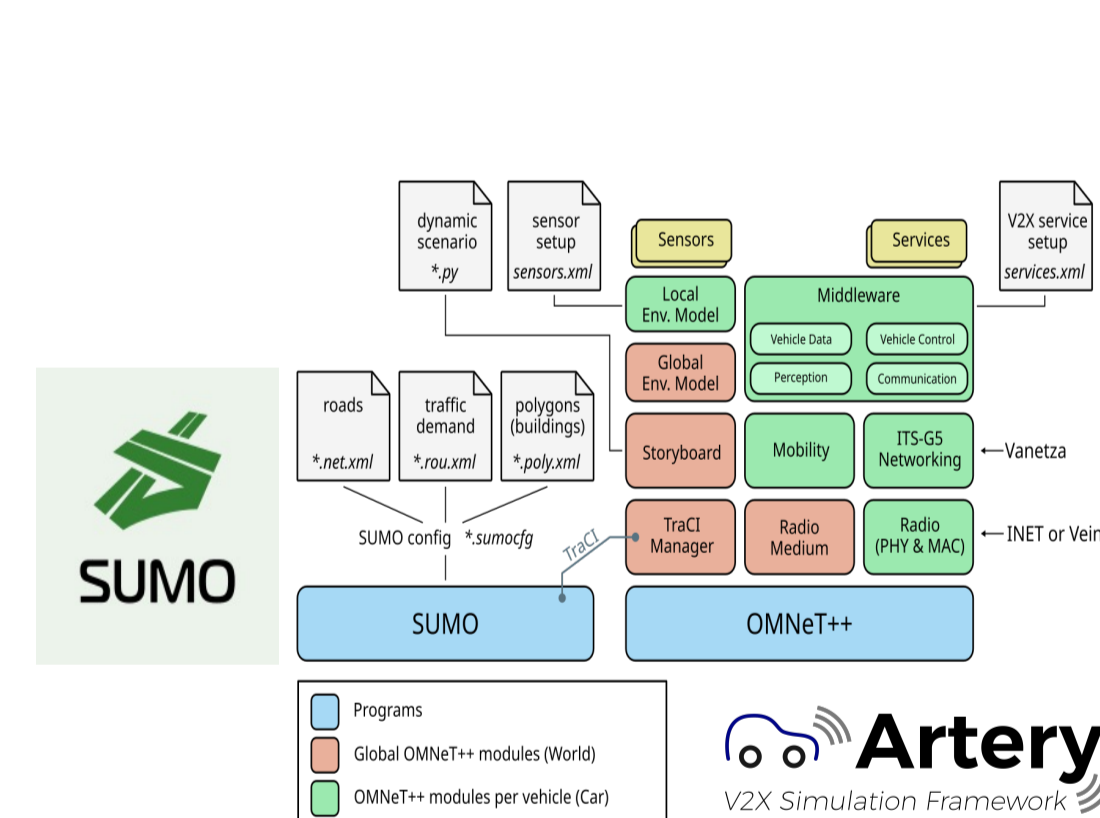 dynamic
scenario
*.py
sensor
setup
sensors.xml
Sensors
Services
V2X service
setup
services.xml
Local
Env. Model
Middleware
Vehicle Data
Vehicle Control
Perception
Communication
Global
Env. Model
roads
*.net.xml
traffic
demand
*.rou.xml
polygons
(buildings)
*.poly.xml
Storyboard
Mobility
ITS-G5
Networking
Vanetza
SUMO config *.sumocfg
TraCI
TraCI
Manager
Radio
Medium
Radio
(PHY & MAC)
INET or Vein
SUMO
SUMO
OMNeT++
Programs
Global OMNeT++ modules (World)
OMNeT++ modules per vehicle (Car)
Artery
V2X Simulation Framework